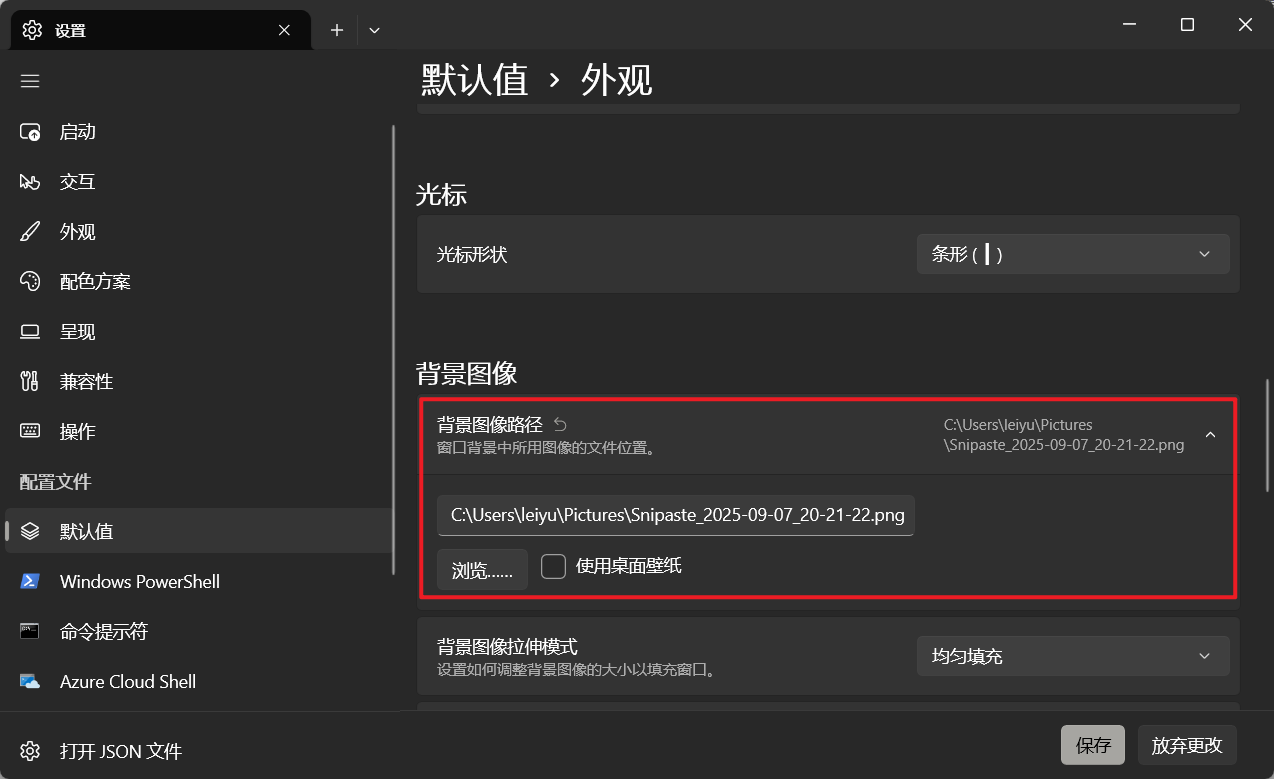 设置
默认值 › 外观
启动
交互
外观
配色方案
呈现
兼容性
操作
配置文件
默认值
Windows PowerShell
命令提示符
Azure Cloud Shell
打开 JSON 文件
光标
光标形状
条形 ( ┃ )
背景图像
背景图像路径
窗口背景中所用图像的文件位置。
C:\Users\leiyu\Pictures
\Snipaste_2025-09-07_20-21-22.png
C:\Users\leiyu\Pictures\Snipaste_2025-09-07_20-21-22.png
浏览......
使用桌面壁纸
背景图像拉伸模式
设置如何调整背景图像的大小以填充窗口。
均匀填充
保存
放弃更改